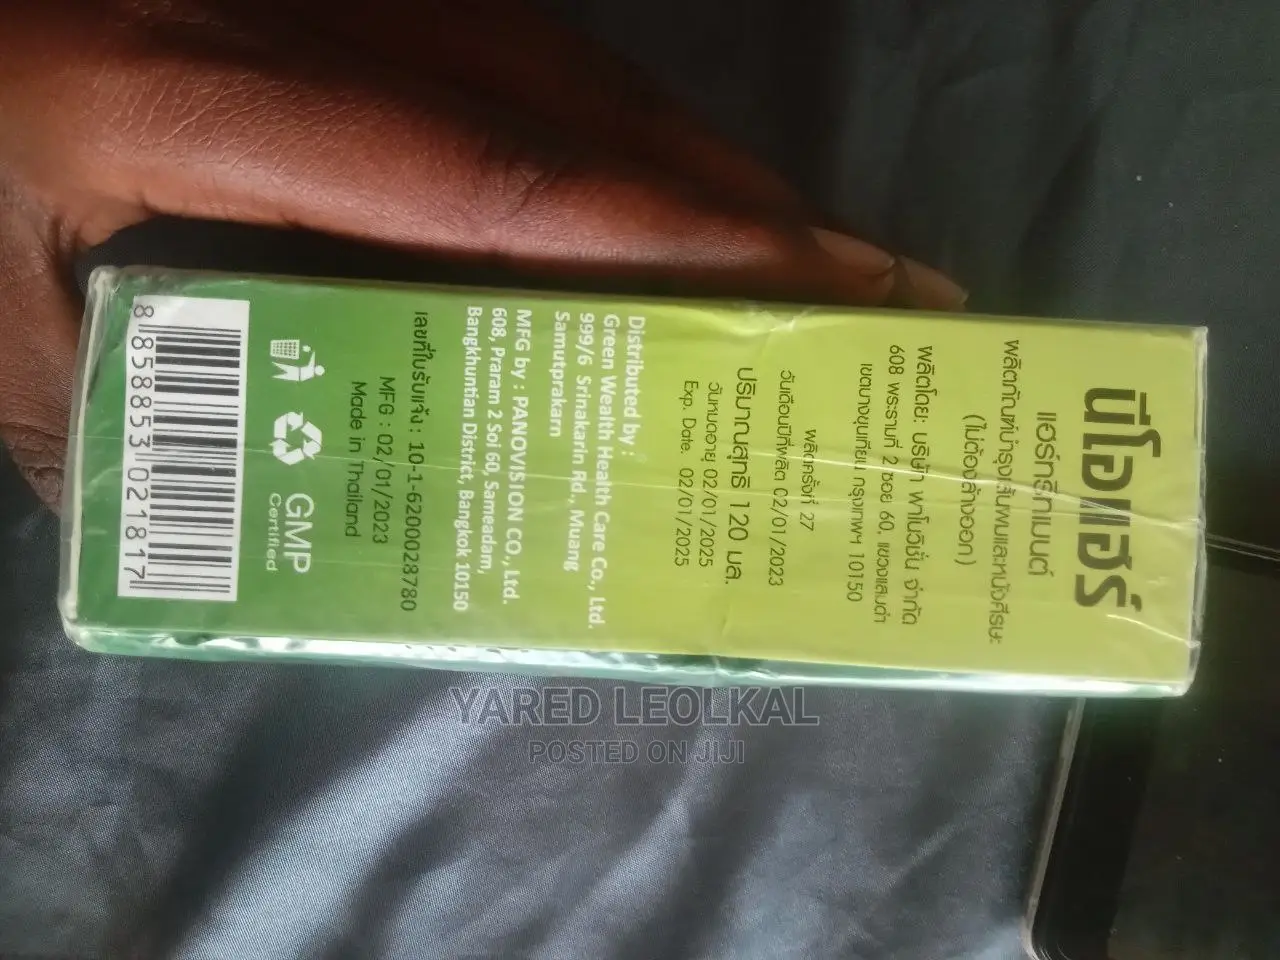 นีโอแฮร์
แฮร์ทรีทเมนต์
ผลิตภัณฑ์บำรุงเส้นผมและหนังศีรษะ
(ไม่ต้องล้างออก)
ผลิตโดย: บริษัท พาโนวิชั่น จำกัด
608 พระรามที่ 2 ซอย 60, แขวงแสมดำ
เขตบางขุนเทียน กรุงเทพฯ 10150
ผลิตครั้งที่ 27
วันเดือนปีที่ผลิต 02/01/2023
ปริมาณสุทธิ 120 มล.
วันหมดอายุ 02/01/2025
Exp. Date. 02/01/2025
Distributed by :
Green Wealth Health Care Co., Ltd.
999/6 Srinakarin Rd., Muang
Samutprakarn
MFG by : PANOVISION CO., Ltd.
608, Praram 2 Soi 60, Sameadam,
Bangkhuntian District, Bangkok 10150
เลขที่ใบรับแจ้ง : 10-1-6200028780
MFG : 02/01/2023
Made in Thailand
GMP
Certified
8 858853 021817
YARED LEOLKAL
POSTED ON JIJI